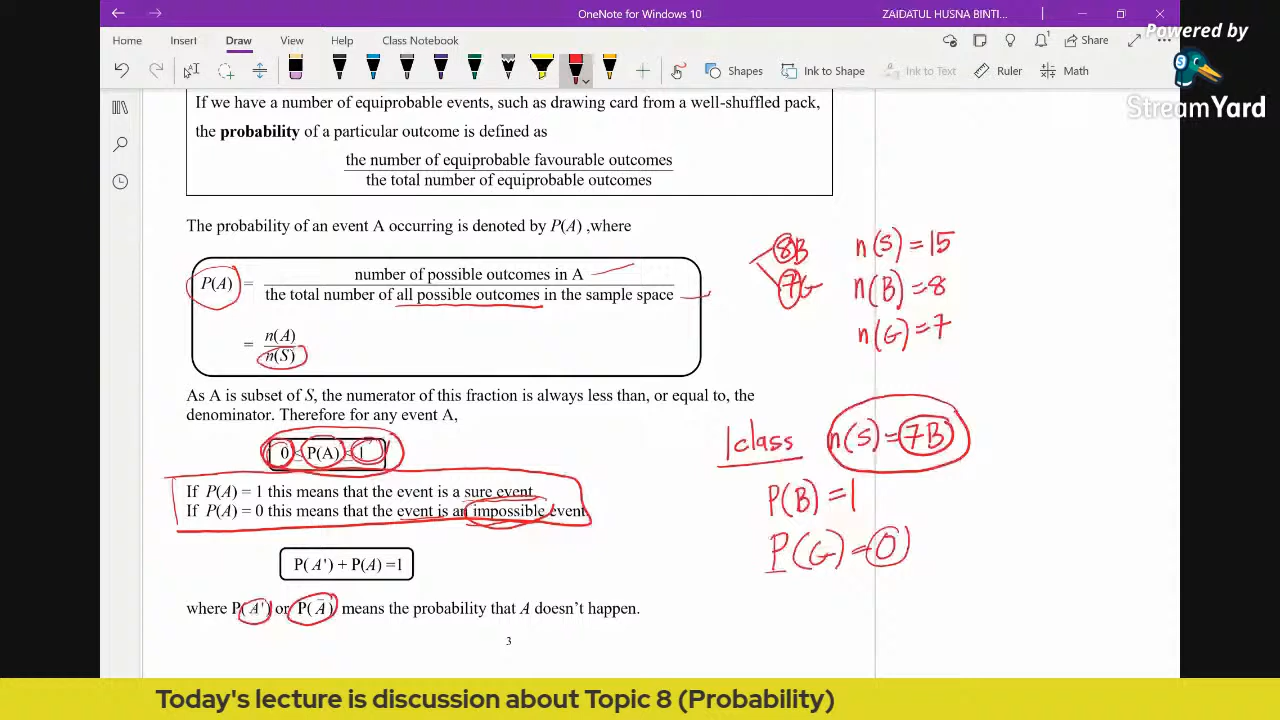 OneNote for Windows 10
ZAIDATUL HUSNA BINTI...
Powered by
StreamYard
Home Insert Draw View Help Class Notebook
Share
Shapes Ink to Shape Ink to Text Ruler Math
If we have a number of equiprobable events, such as drawing card from a well-shuffled pack,
the probability of a particular outcome is defined as
the number of equiprobable favourable outcomes
the total number of equiprobable outcomes
The probability of an event A occurring is denoted by P(A) ,where
P(A) = number of possible outcomes in A
the total number of all possible outcomes in the sample space
= n(A)
n(S)
8B
7G
n(S) = 15
n(B) = 8
n(G) = 7
As A is subset of S, the numerator of this fraction is always less than, or equal to, the
denominator. Therefore for any event A,
0 ≤ P(A) ≤ 1
If P(A) = 1 this means that the event is a sure event
If P(A) = 0 this means that the event is an impossible event
1class n(S) = 7B
P(B) = 1
P(G) = 0
P( A') + P(A) =1
where P( A') or P( Ā ) means the probability that A doesn't happen.
3
Today's lecture is discussion about Topic 8 (Probability)